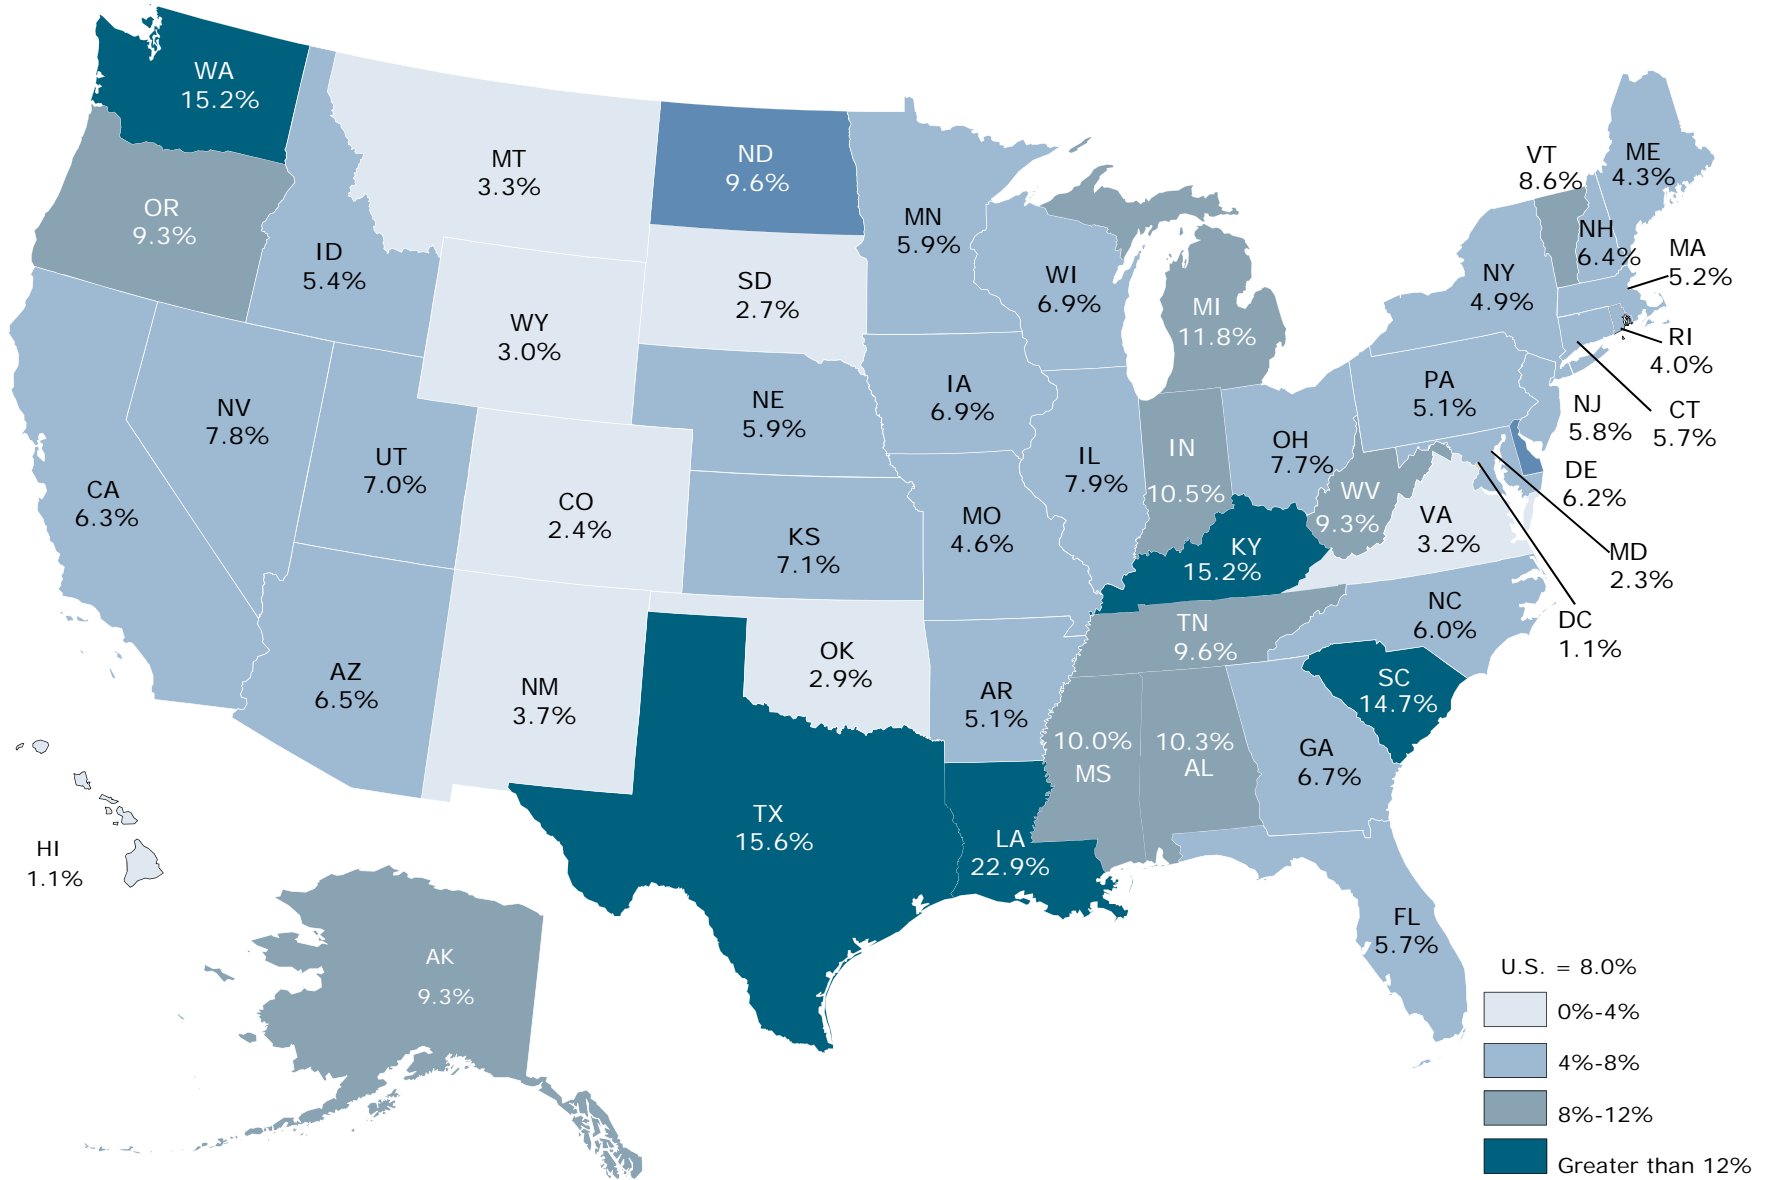 WA
15.2%
OR
9.3%
CA
6.3%
ID
5.4%
NV
7.8%
UT
7.0%
AZ
6.5%
MT
3.3%
WY
3.0%
CO
2.4%
NM
3.7%
ND
9.6%
SD
2.7%
NE
5.9%
KS
7.1%
OK
2.9%
TX
15.6%
MN
5.9%
IA
6.9%
MO
4.6%
AR
5.1%
LA
22.9%
WI
6.9%
IL
7.9%
MI
11.8%
IN
10.5%
OH
7.7%
KY
15.2%
TN
9.6%
10.0%
MS
10.3%
AL
GA
6.7%
FL
5.7%
SC
14.7%
NC
6.0%
VA
3.2%
WV
9.3%
PA
5.1%
NY
4.9%
VT
8.6%
ME
4.3%
NH
6.4%
MA
5.2%
RI
4.0%
CT
5.7%
NJ
5.8%
DE
6.2%
MD
2.3%
DC
1.1%
HI
1.1%
AK
9.3%
U.S. = 8.0%
0%-4%
4%-8%
8%-12%
Greater than 12%